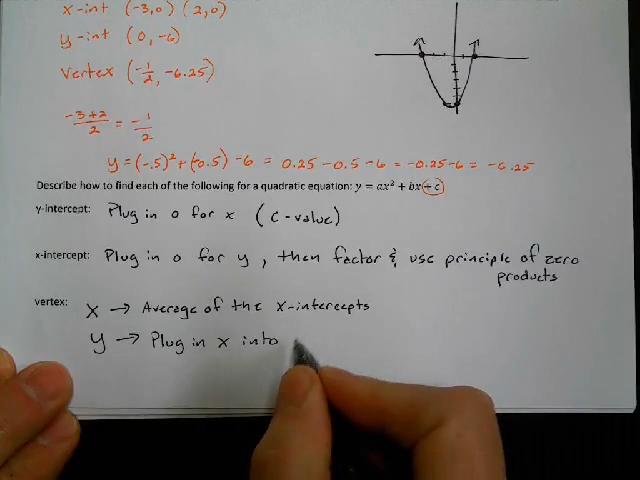 x-int (-3,0) (2,0)
y-int (0, -6)
vertex (-1/2, -6.25)
-3+2/2 = -1/2
y = (-.5)² + (-0.5) - 6 = 0.25 - 0.5 - 6 = -0.25 - 6 = -6.25
Describe how to find each of the following for a quadratic equation: y = ax² + bx + c
y-intercept: Plug in 0 for x (c-value)
x-intercept: Plug in 0 for y, then factor & use principle of zero
products
vertex: x → Average of the x-intercepts
y → Plug in x into